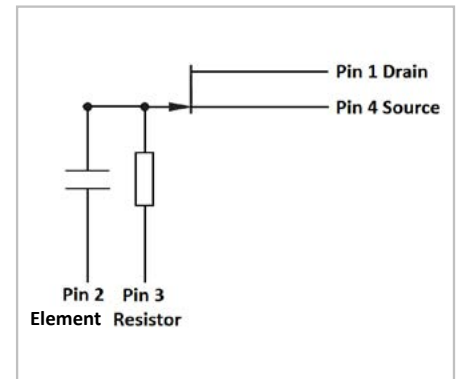 Pin 1 Drain
Pin 4 Source
Pin 2 Pin 3
Element Resistor